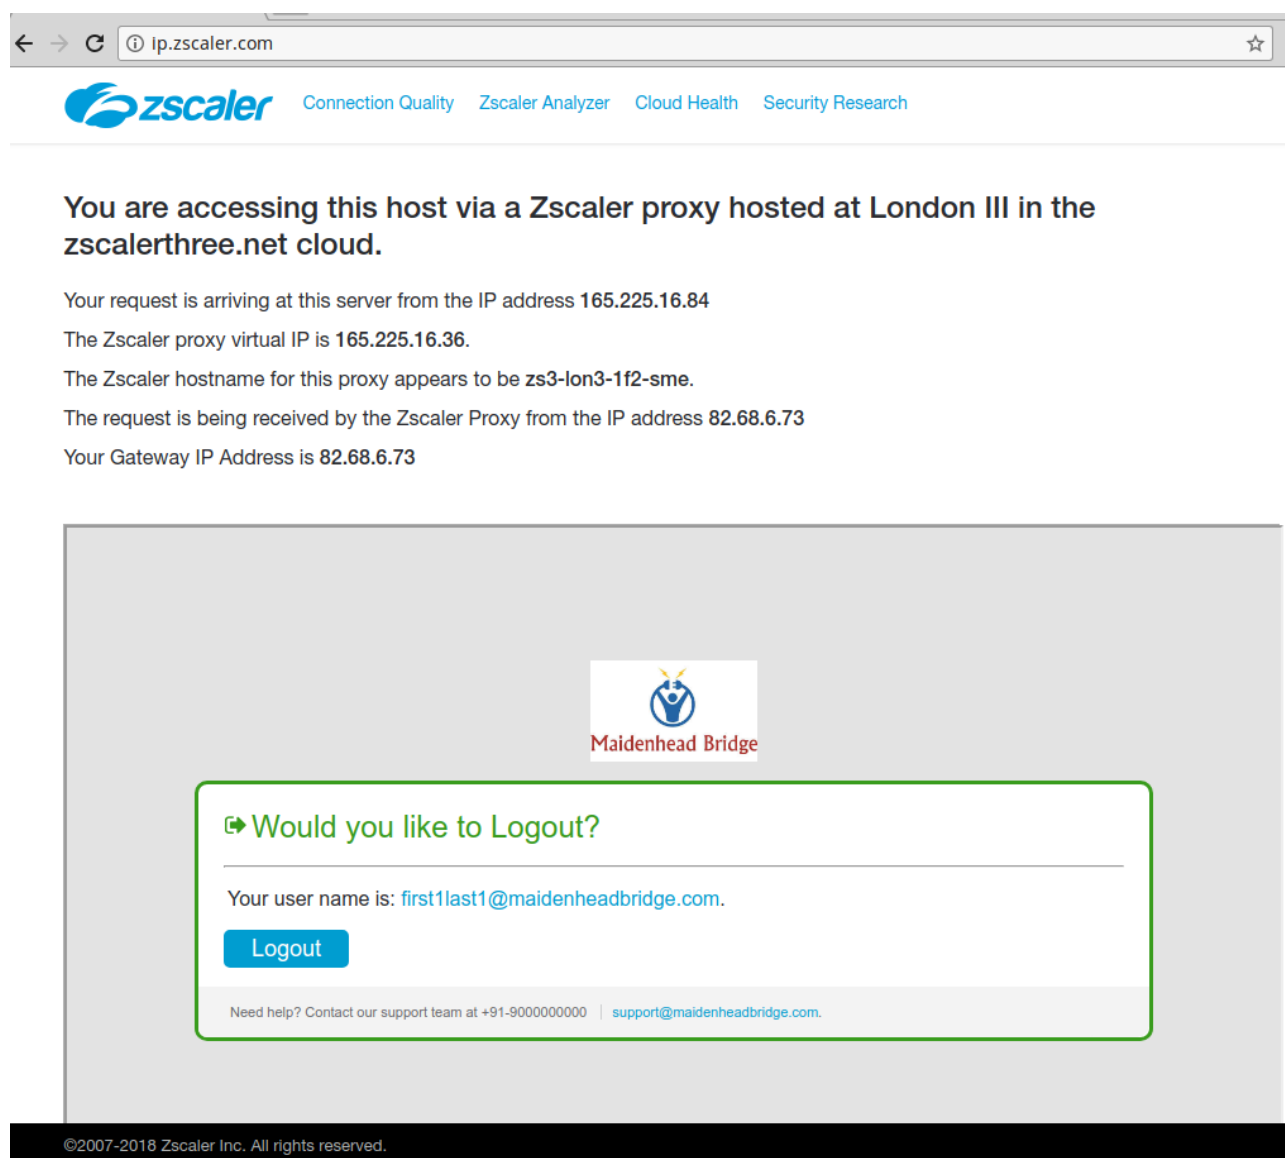 ip.zscaler.com
zscaler Connection Quality Zscaler Analyzer Cloud Health Security Research
You are accessing this host via a Zscaler proxy hosted at London III in the
zscalerthree.net cloud.
Your request is arriving at this server from the IP address 165.225.16.84
The Zscaler proxy virtual IP is 165.225.16.36.
The Zscaler hostname for this proxy appears to be zs3-lon3-1f2-sme.
The request is being received by the Zscaler Proxy from the IP address 82.68.6.73
Your Gateway IP Address is 82.68.6.73
Maidenhead Bridge
Would you like to Logout?
Your user name is: first1last1@maidenheadbridge.com.
Logout
Need help? Contact our support team at +91-9000000000 support@maidenheadbridge.com.
©2007-2018 Zscaler Inc. All rights reserved.